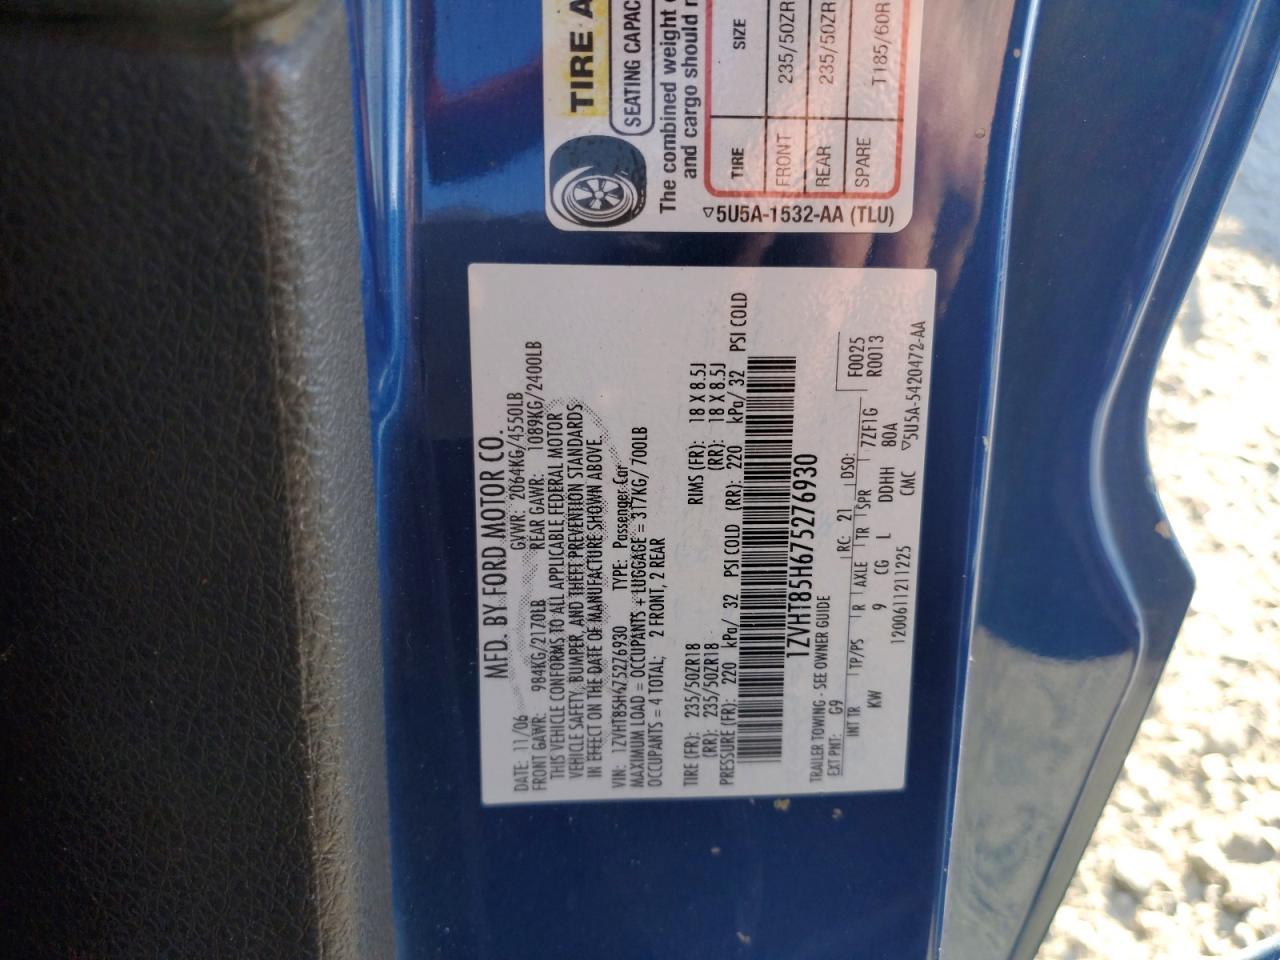 MFD. BY FORD MOTOR CO.
DATE: 11/06 GVWR: 2064KG/4550LB
FRONT GAWR: 984KG/2170LB REAR GAWR: 1089KG/2400LB
THIS VEHICLE CONFORMS TO ALL APPLICABLE FEDERAL MOTOR
VEHICLE SAFETY, BUMPER, AND THEFT PREVENTION STANDARDS
IN EFFECT ON THE DATE OF MANUFACTURE SHOWN ABOVE.
VIN: 1ZVHT85H675276930 TYPE: Passenger Car
MAXIMUM LOAD = OCCUPANTS + LUGGAGE = 317KG/ 700LB
OCCUPANTS = 4 TOTAL; 2 FRONT, 2 REAR
TIRE (FR): 235/50ZR18 RIMS (FR): 18 X 8.5J
(RR): 235/50ZR18 (RR): 18 X 8.5J
PRESSURE (FR): 220 kPa/ 32 PSI COLD (RR): 220 kPa/ 32 PSI COLD
1ZVHT85H675276930
TRAILER TOWING - SEE OWNER GUIDE F0025
EXT PNT: G9 RC: 21 DSO: R0013
INT TR TP/PS R AXLE TR SPR 7ZF1G
KW 9 CG L DDHH 80A
1200611211225 CMC ▽5U5A-5420472-AA
TIRE A
SEATING CAPAC
The combined weight
and cargo should
TIRE SIZE
FRONT 235/50ZR
REAR 235/50ZR
SPARE T185/60R
▽5U5A-1532-AA (TLU)